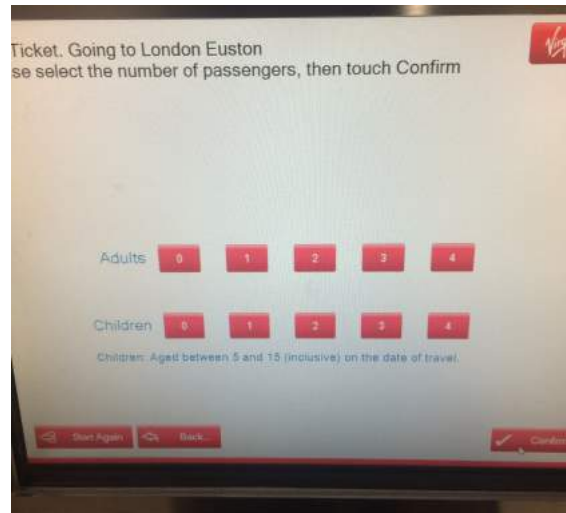 Ticket. Going to London Euston
se select the number of passengers, then touch Confirm
Adults 0 1 2 3 4
Children 0 1 2 3 4
Children: Aged between 5 and 15 (inclusive) on the date of travel.
Start Again Back...